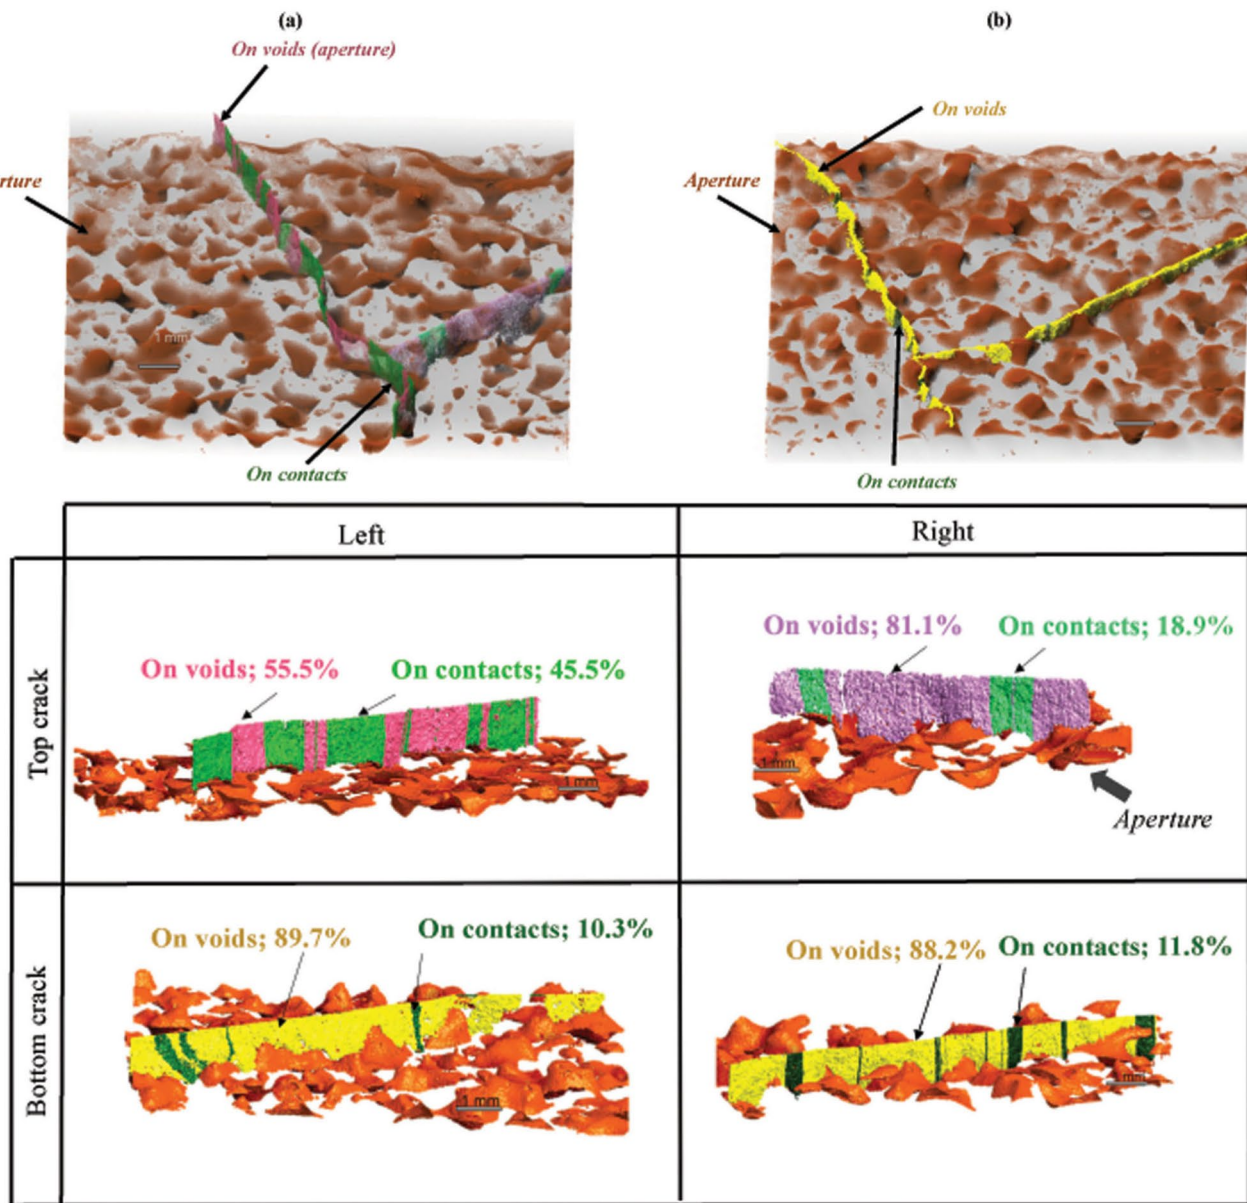 (a)
(b)
On voids (aperture)
On voids
rture
Aperture
1 mm
On contacts
On contacts
Left
Right
Top crack
On voids; 55.5%
On contacts; 45.5%
1 mm
On voids; 81.1%
On contacts; 18.9%
1 mm
Aperture
Bottom crack
On voids; 89.7%
On contacts; 10.3%
1 mm
On voids; 88.2%
On contacts; 11.8%
1 mm